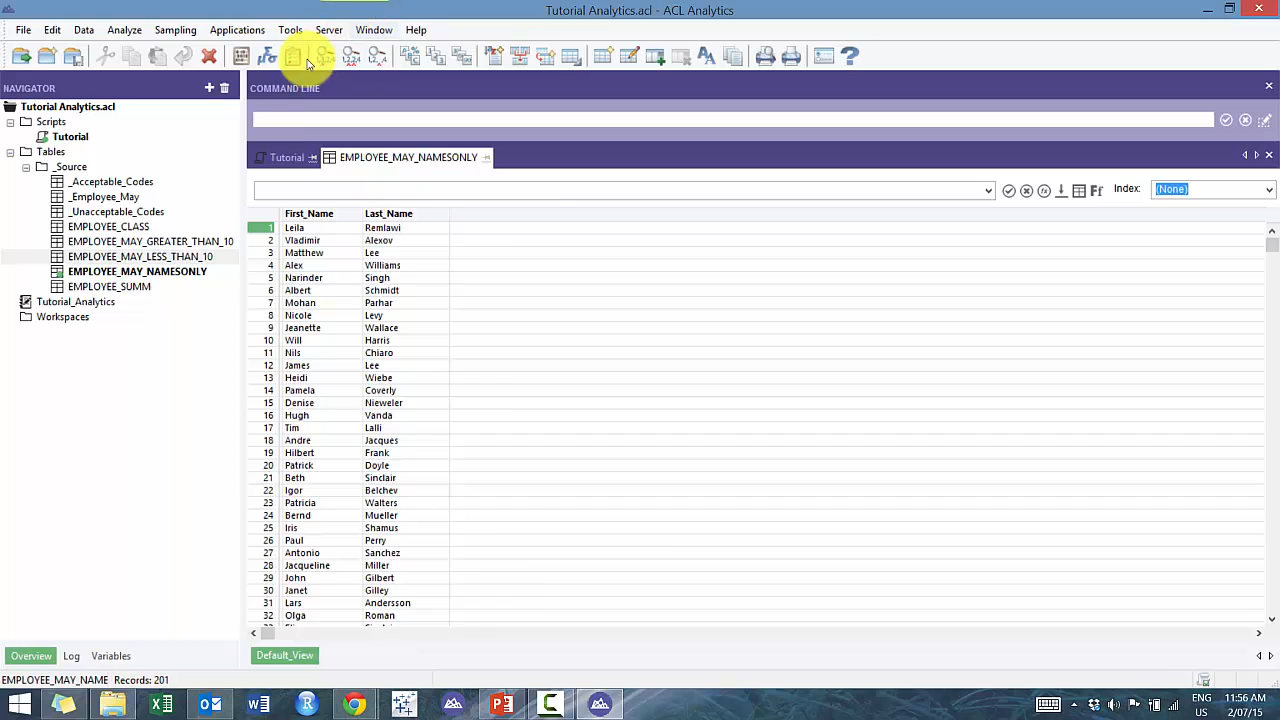 Tutorial Analytics.acl - ACL Analytics
File Edit Data Analyze Sampling Applications Tools Server Window Help
NAVIGATOR
Tutorial Analytics.acl
Scripts
Tutorial
Tables
_Source
_Acceptable_Codes
_Employee_May
_Unacceptable_Codes
EMPLOYEE_CLASS
EMPLOYEE_MAY_GREATER_THAN_10
EMPLOYEE_MAY_LESS_THAN_10
EMPLOYEE_MAY_NAMESONLY
EMPLOYEE_SUMM
Tutorial_Analytics
Workspaces
Overview Log Variables
COMMAND LINE
Tutorial EMPLOYEE_MAY_NAMESONLY
Ff Index: (None)
First_Name Last_Name
1 Leila Remlawi
2 Vladimir Alexov
3 Matthew Lee
4 Alex Williams
5 Narinder Singh
6 Albert Schmidt
7 Mohan Parhar
8 Nicole Levy
9 Jeanette Wallace
10 Will Harris
11 Nils Chiaro
12 James Lee
13 Heidi Wiebe
14 Pamela Coverly
15 Denise Nieweler
16 Hugh Vanda
17 Tim Lalli
18 Andre Jacques
19 Hilbert Frank
20 Patrick Doyle
21 Beth Sinclair
22 Igor Belchev
23 Patricia Walters
24 Bernd Mueller
25 Iris Shamus
26 Paul Perry
27 Antonio Sanchez
28 Jacqueline Miller
29 John Gilbert
30 Janet Gilley
31 Lars Andersson
32 Olga Roman
Default_View
EMPLOYEE_MAY_NAME Records: 201
ENG 11:56 AM
US 2/07/15